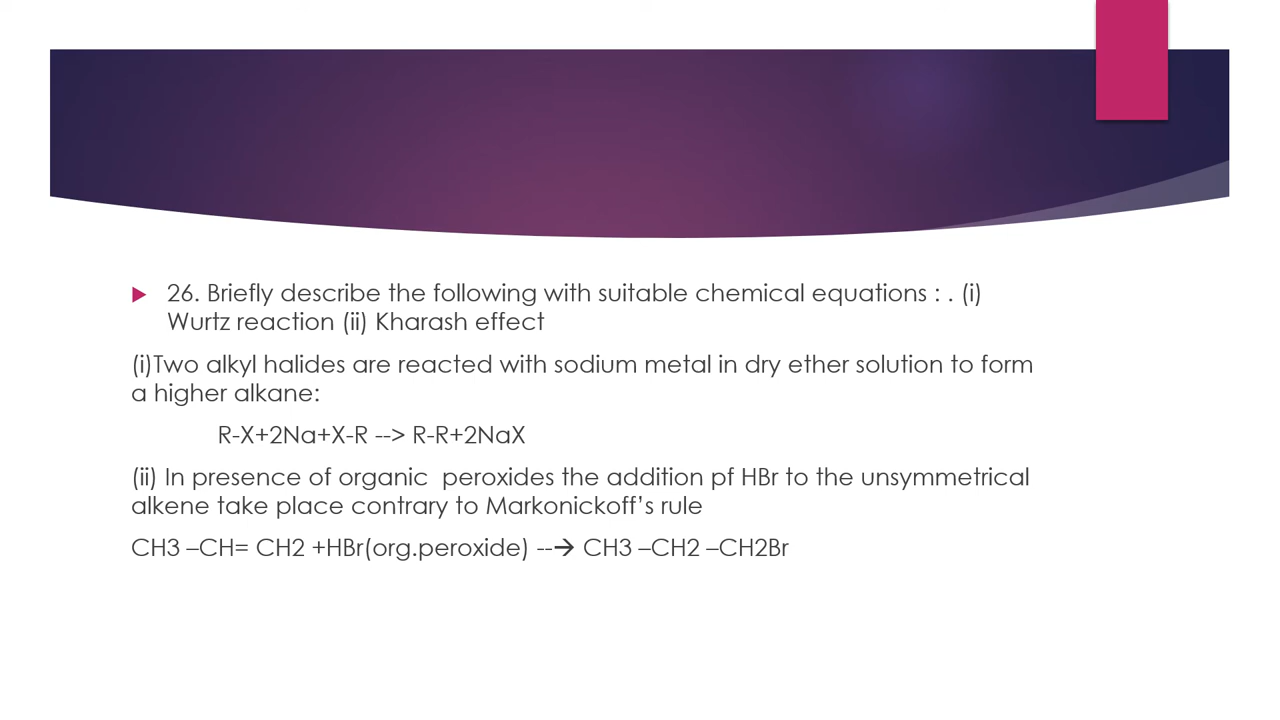 26. Briefly describe the following with suitable chemical equations : . (i)
Wurtz reaction (ii) Kharash effect
(i)Two alkyl halides are reacted with sodium metal in dry ether solution to form
a higher alkane:
R-X+2Na+X-R --> R-R+2NaX
(ii) In presence of organic  peroxides the addition pf HBr to the unsymmetrical
alkene take place contrary to Markonickoff’s rule
CH3 –CH= CH2 +HBr(org.peroxide) --→ CH3 –CH2 –CH2Br